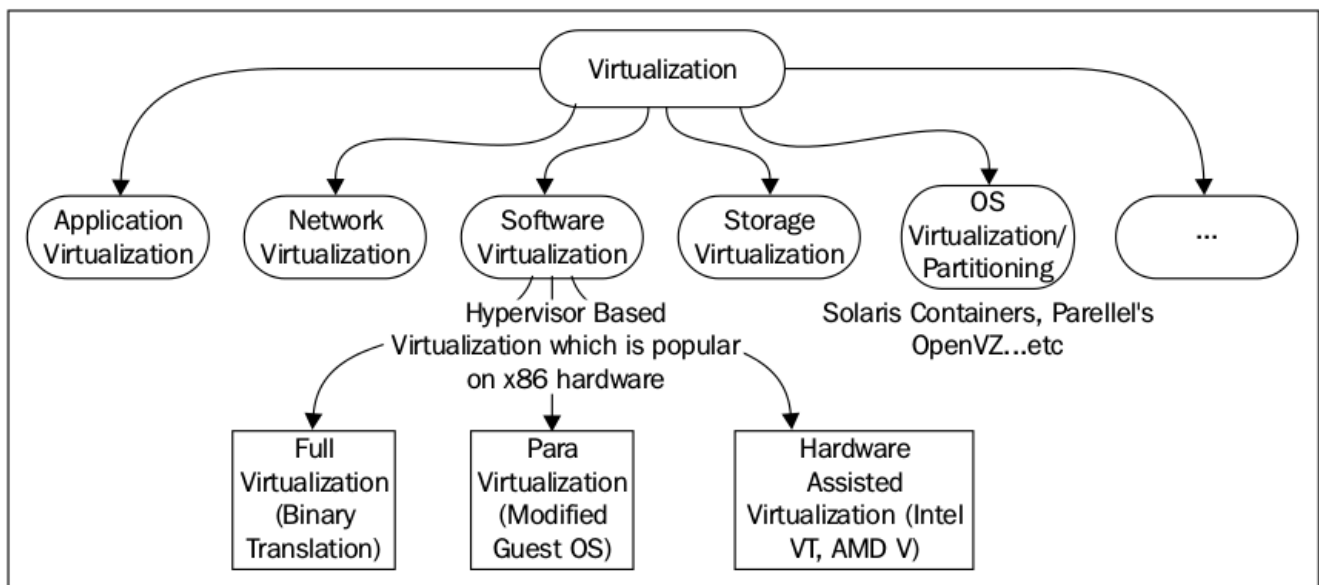 Virtualization
Application
Virtualization
Network
Virtualization
Software
Virtualization
Storage
Virtualization
OS
Virtualization/
Partitioning
...
Hypervisor Based
Virtualization which is popular
on x86 hardware
Solaris Containers, Parellel's
OpenVZ...etc
Full
Virtualization
(Binary
Translation)
Para
Virtualization
(Modified
Guest OS)
Hardware
Assisted
Virtualization (Intel
VT, AMD V)